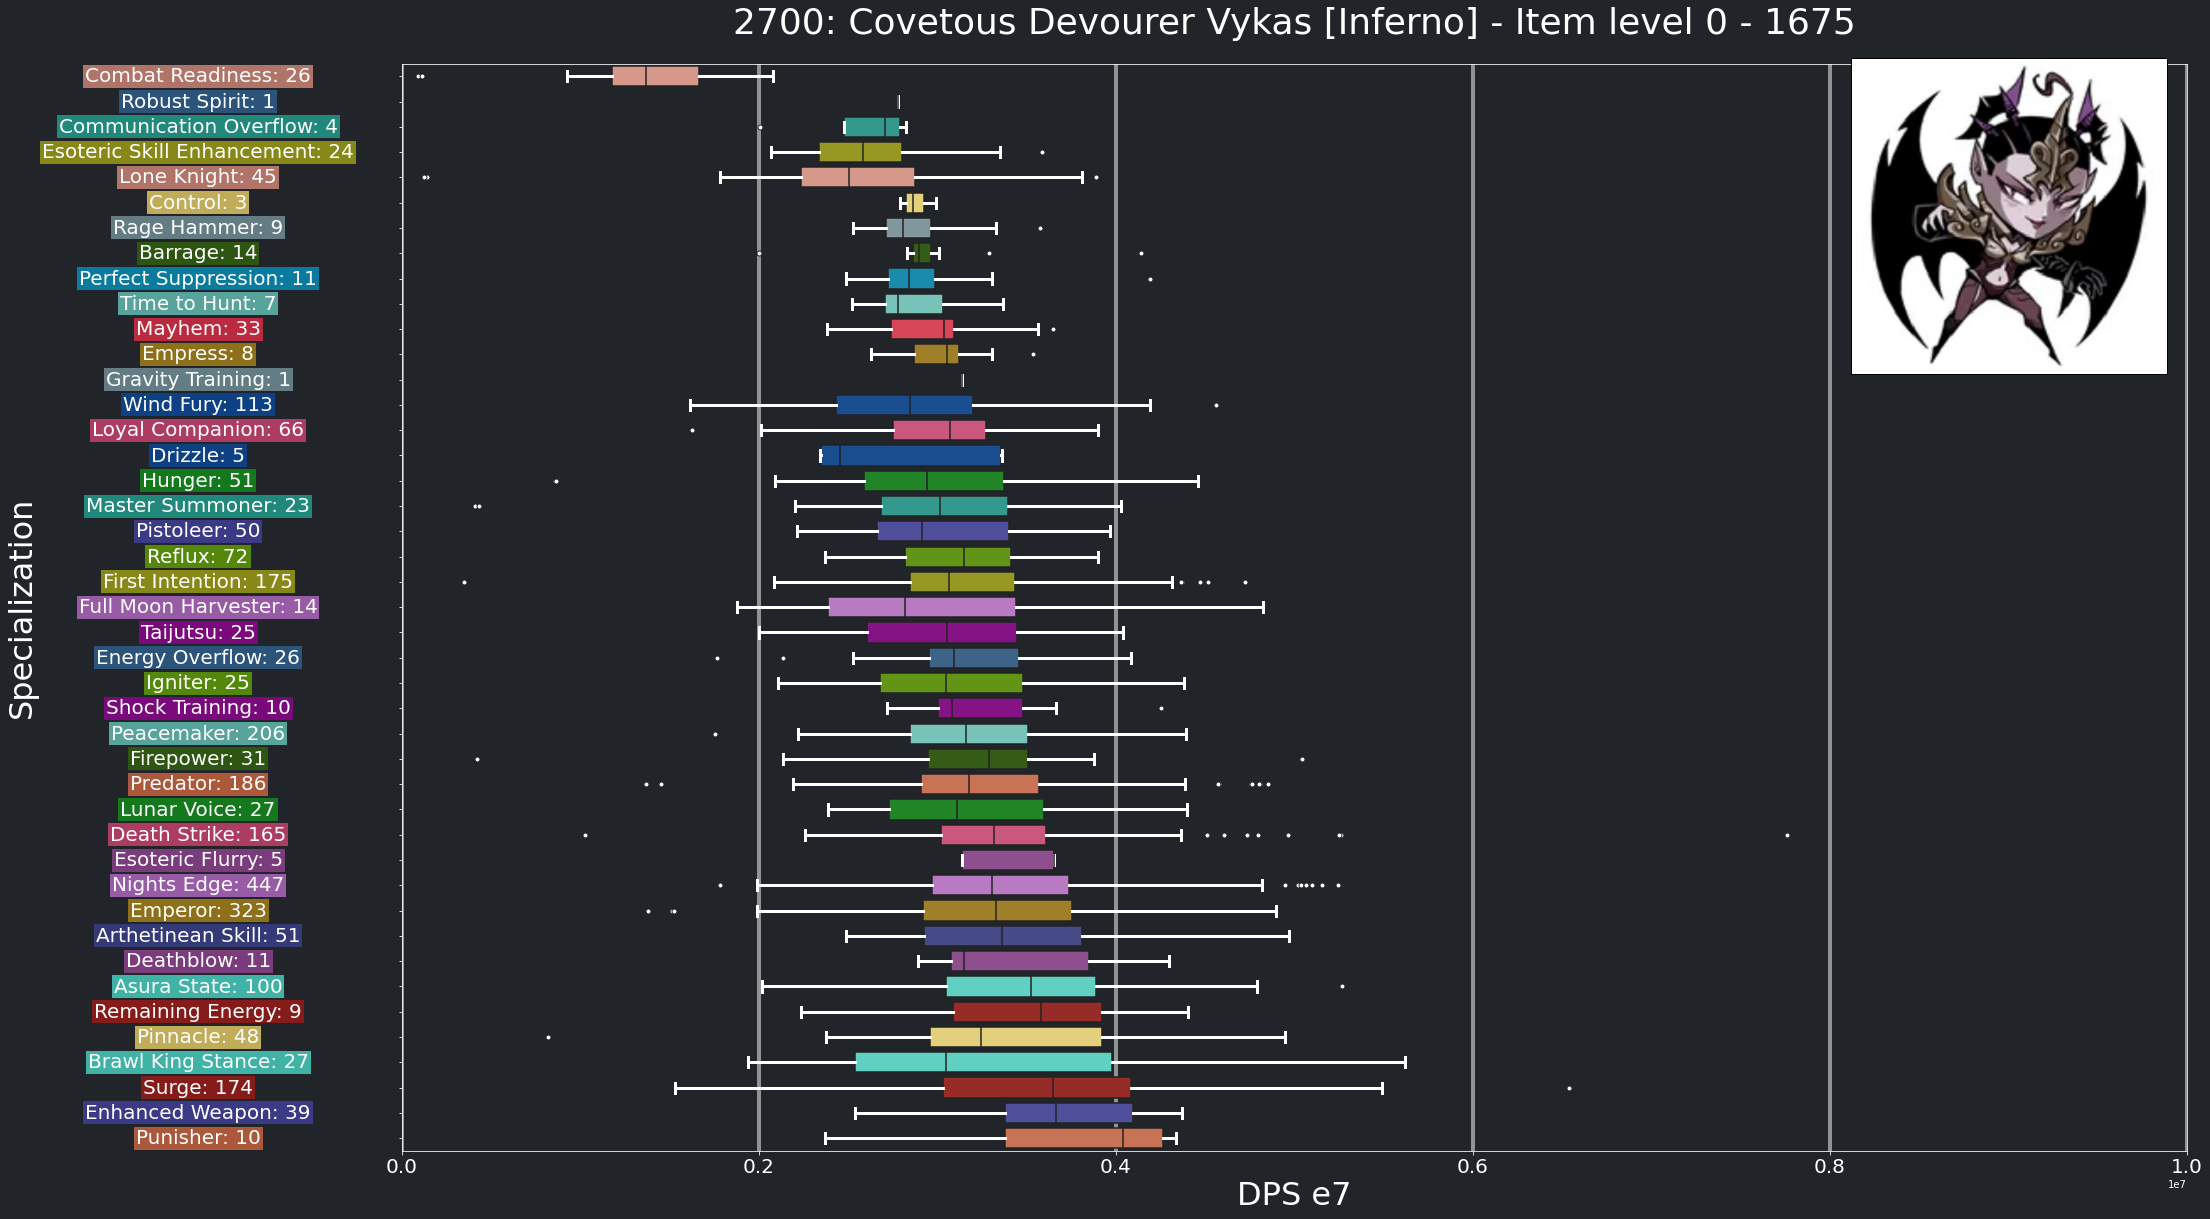 2700: Covetous Devourer Vykas [Inferno] - Item level 0 - 1675
Combat Readiness: 26
Robust Spirit: 1
Communication Overflow: 4
Esoteric Skill Enhancement: 24
Lone Knight: 45
Control: 3
Rage Hammer: 9
Barrage: 14
Perfect Suppression: 11
Time to Hunt: 7
Mayhem: 33
Empress: 8
Gravity Training: 1
Wind Fury: 113
Loyal Companion: 66
Drizzle: 5
Hunger: 51
Master Summoner: 23
Pistoleer: 50
Reflux: 72
First Intention: 175
Full Moon Harvester: 14
Taijutsu: 25
Energy Overflow: 26
Igniter: 25
Shock Training: 10
Peacemaker: 206
Firepower: 31
Predator: 186
Lunar Voice: 27
Death Strike: 165
Esoteric Flurry: 5
Nights Edge: 447
Emperor: 323
Arthetinean Skill: 51
Deathblow: 11
Asura State: 100
Remaining Energy: 9
Pinnacle: 48
Brawl King Stance: 27
Surge: 174
Enhanced Weapon: 39
Punisher: 10
Specialization
0.0 0.2 0.4 0.6 0.8 1.0
1e7
DPS e7